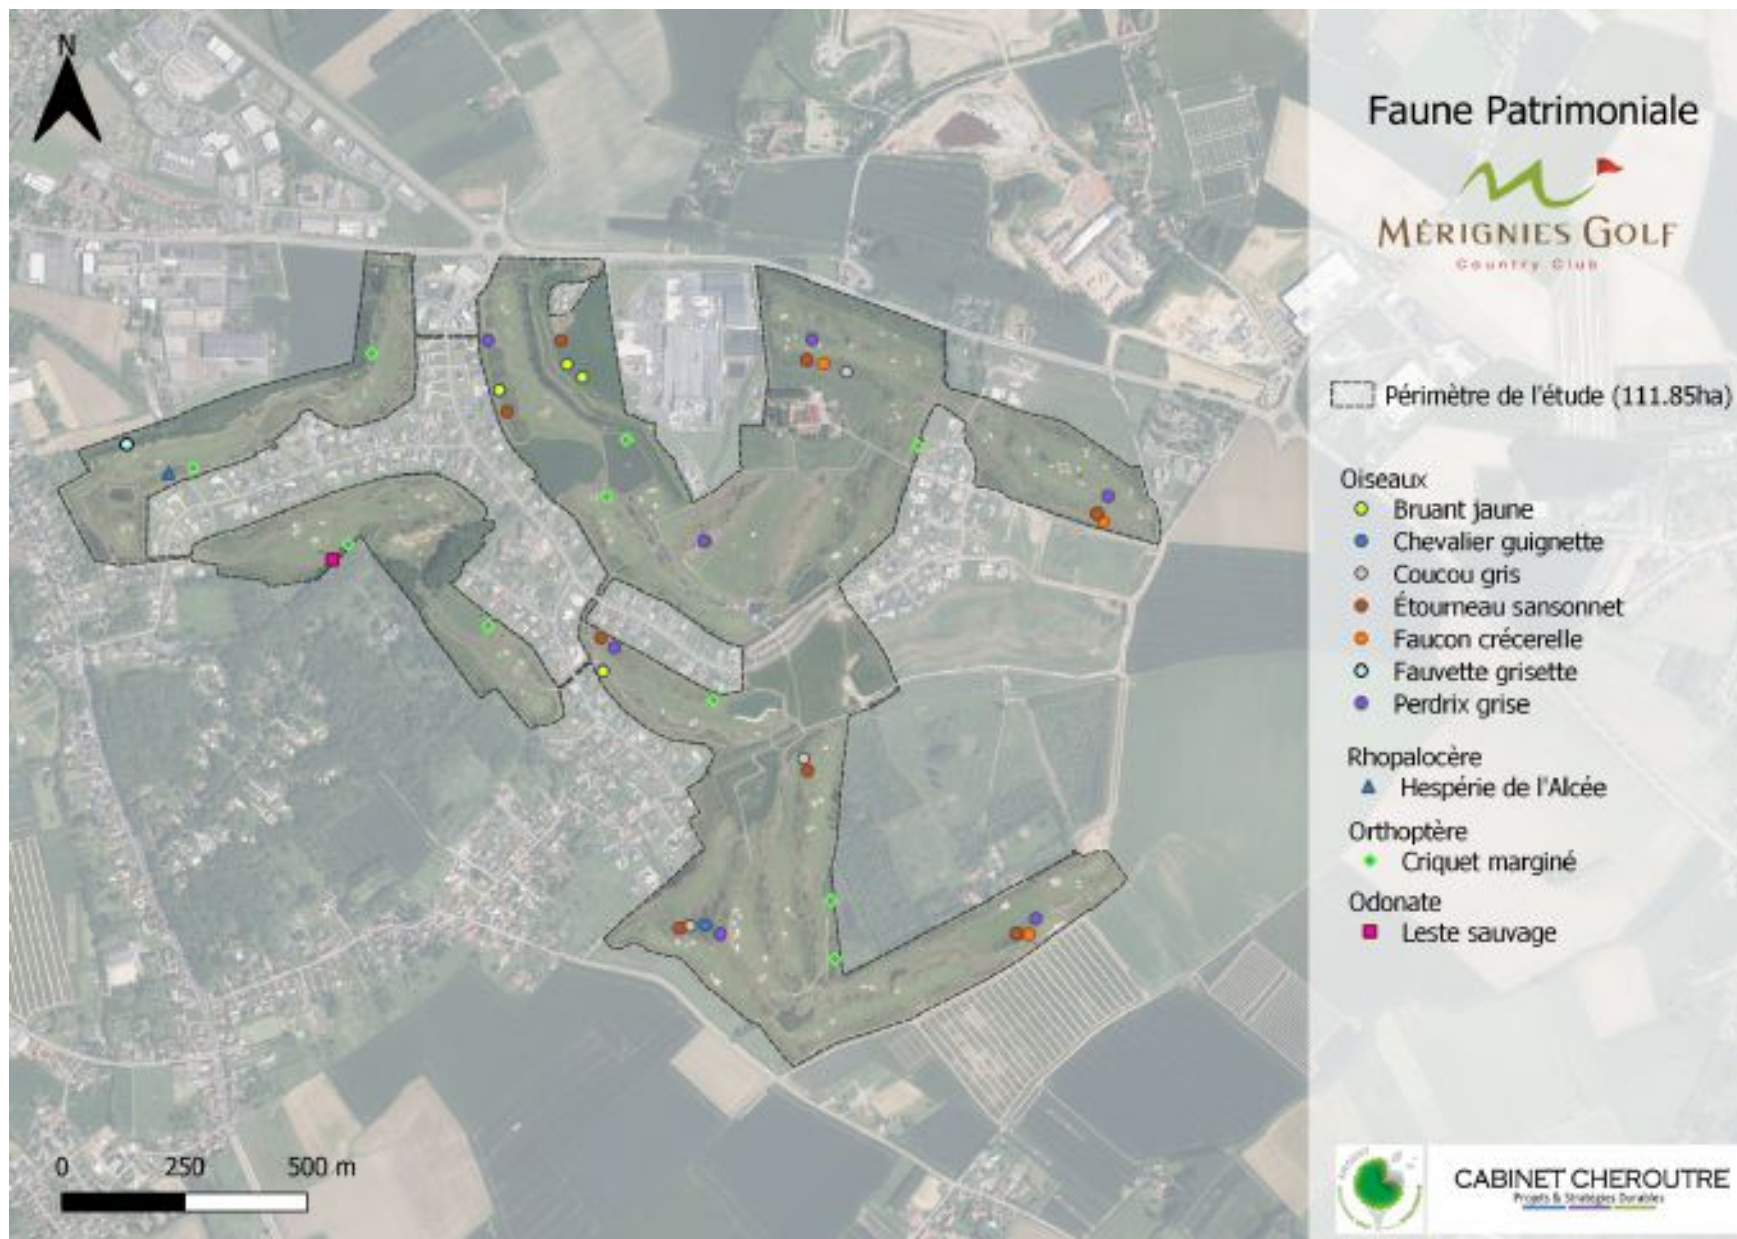 N
Faune Patrimoniale
MÉRIGNIES GOLF
Country Club
Périmètre de l'étude (111.85ha)
Oiseaux
Bruant jaune
Chevalier guignette
Coucou gris
Étourneau sansonnet
Faucon crécerelle
Fauvette grisette
Perdrix grise
Rhopalocère
Hespérie de l'Alcée
Orthoptère
Criquet marginé
Odonate
Leste sauvage
0 250 500 m
CABINET CHEROUTRE
Projets & Stratégies Durables